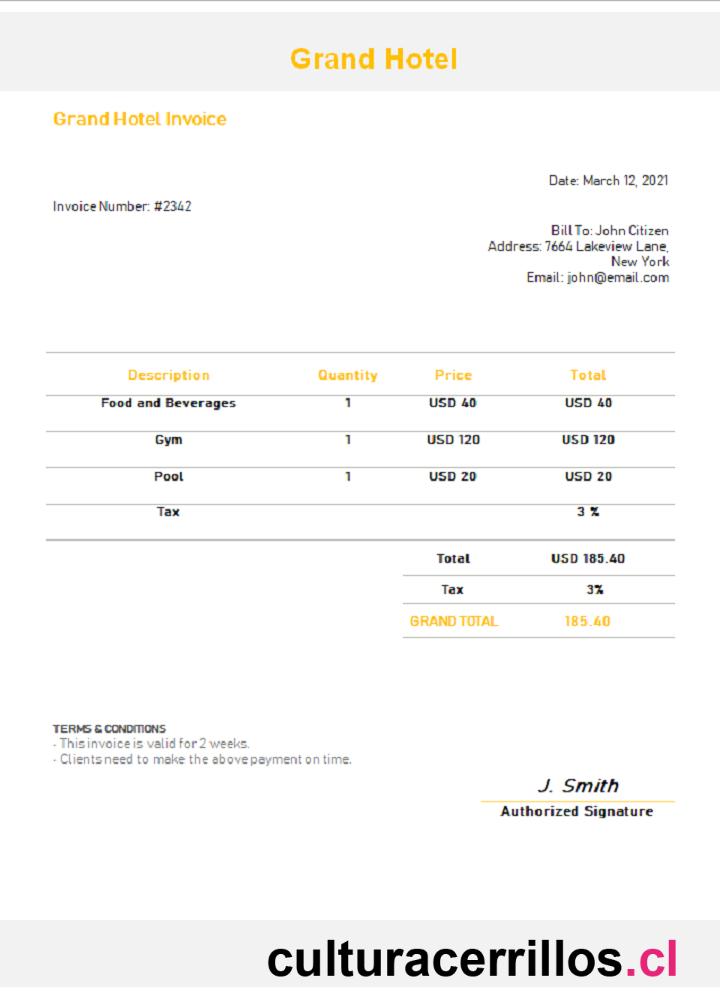 Grand Hotel
Grand Hotel Invoice
Date: March 12, 2021
Invoice Number: #2342
Bill To: John Citizen
Address: 7664 Lakeview Lane,
New York
Email: john@email.com
Description Quantity Price Total
Food and Beverages 1 USD 40 USD 40
Gym 1 USD 120 USD 120
Pool 1 USD 20 USD 20
Tax 3 %
Total USD 185.40
Tax 3%
GRAND TOTAL 185.40
TERMS & CONDITIONS
- This invoice is valid for 2 weeks.
- Clients need to make the above payment on time.
J. Smith
Authorized Signature
culturacerrillos.cl